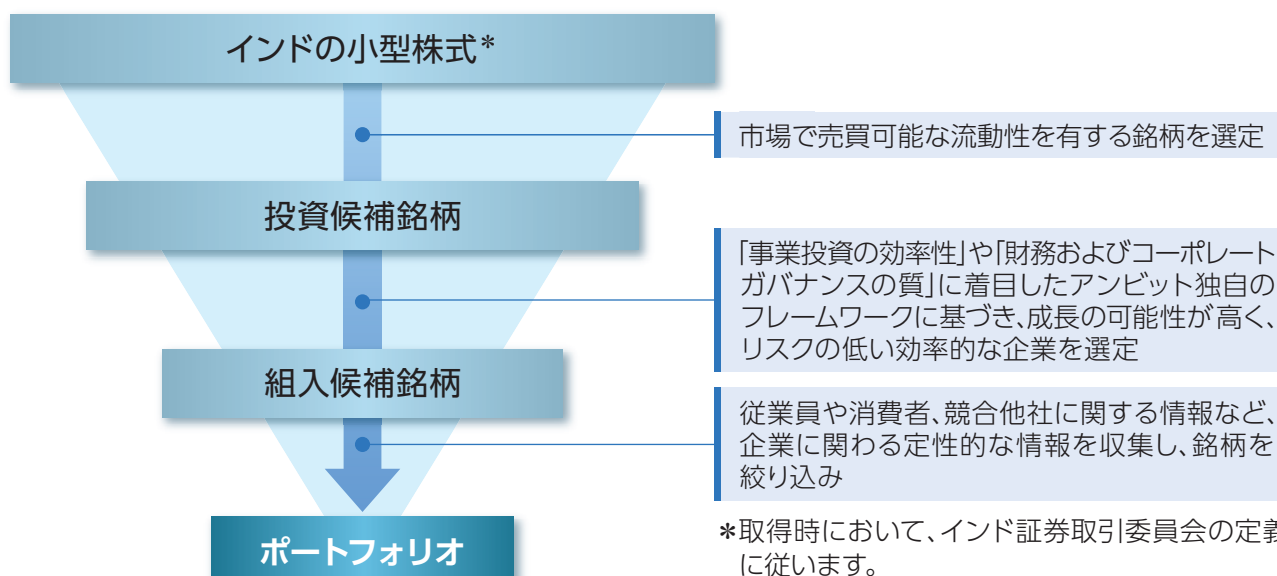 インドの小型株式*
市場で売買可能な流動性を有する銘柄を選定
投資候補銘柄
「事業投資の効率性」や「財務およびコーポレート
ガバナンスの質」に着目したアンビット独自の
フレームワークに基づき、成長の可能性が高く、
リスクの低い効率的な企業を選定
組入候補銘柄
従業員や消費者、競合他社に関する情報など、
企業に関わる定性的な情報を収集し、銘柄を
絞り込み
ポートフォリオ
*取得時において、インド証券取引委員会の定義
に従います。